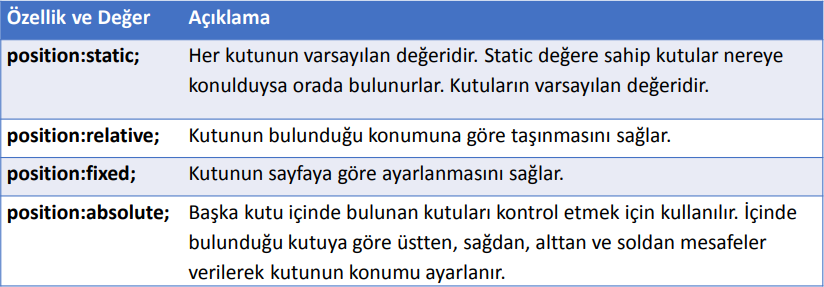 Özellik ve Değer Açıklama
position:static; Her kutunun varsayılan değeridir. Static değere sahip kutular nereye
konulduysa orada bulunurlar. Kutuların varsayılan değeridir.
position:relative; Kutunun bulunduğu konumuna göre taşınmasını sağlar.
position:fixed; Kutunun sayfaya göre ayarlanmasını sağlar.
position:absolute; Başka kutu içinde bulunan kutuları kontrol etmek için kullanılır. İçinde
bulunduğu kutuya göre üstten, sağdan, alttan ve soldan mesafeler
verilerek kutunun konumu ayarlanır.